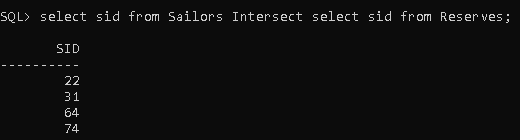 SQL> select sid from Sailors Intersect select sid from Reserves;
SID
----------
22
31
64
74